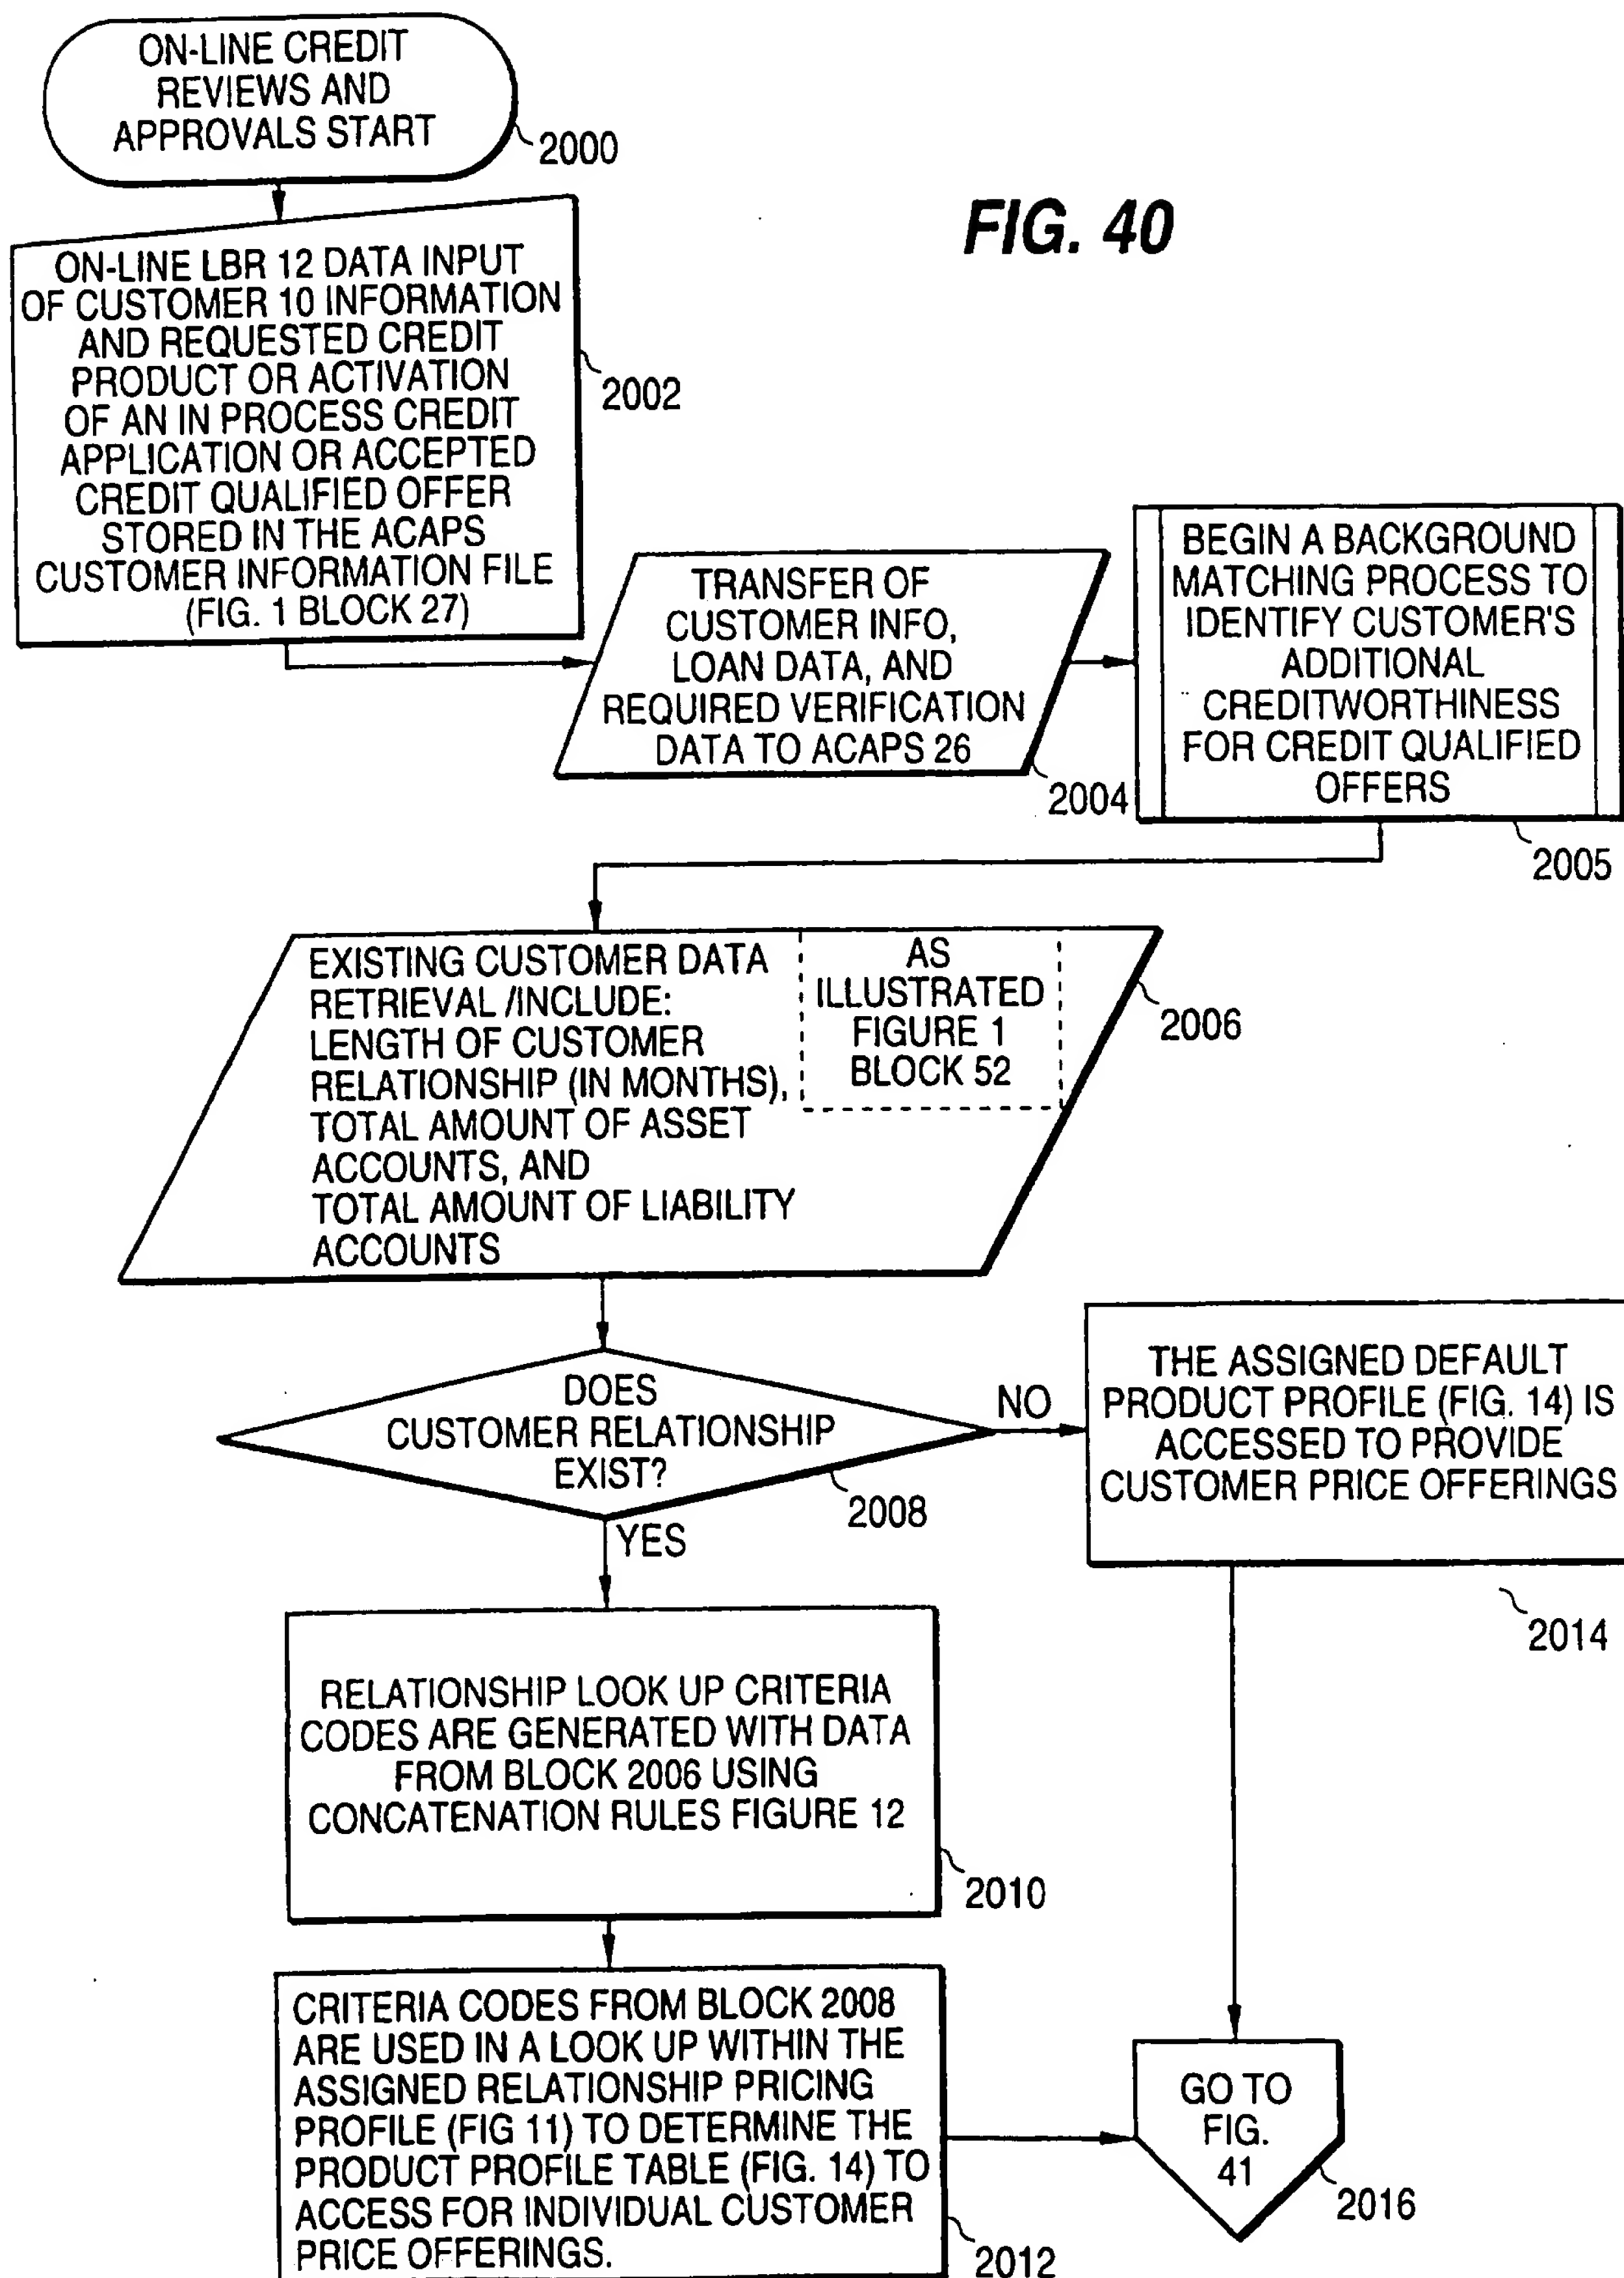 ON-LINE CREDIT
REVIEWS AND
APPROVALS START
2000
FIG. 40
ON-LINE LBR 12 DATA INPUT
OF CUSTOMER 10 INFORMATION
AND REQUESTED CREDIT
PRODUCT OR ACTIVATION
OF AN IN PROCESS CREDIT
APPLICATION OR ACCEPTED
CREDIT QUALIFIED OFFER
STORED IN THE ACAPS
CUSTOMER INFORMATION FILE
(FIG. 1 BLOCK 27)
2002
TRANSFER OF
CUSTOMER INFO,
LOAN DATA, AND
REQUIRED VERIFICATION
DATA TO ACAPS 26
2004
BEGIN A BACKGROUND
MATCHING PROCESS TO
IDENTIFY CUSTOMER'S
ADDITIONAL
CREDITWORTHINESS
FOR CREDIT QUALIFIED
OFFERS
2005
EXISTING CUSTOMER DATA
RETRIEVAL /INCLUDE:
LENGTH OF CUSTOMER
RELATIONSHIP (IN MONTHS),
TOTAL AMOUNT OF ASSET
ACCOUNTS, AND
TOTAL AMOUNT OF LIABILITY
ACCOUNTS
AS
ILLUSTRATED
FIGURE 1
BLOCK 52
2006
DOES
CUSTOMER RELATIONSHIP
EXIST?
2008
NO
YES
THE ASSIGNED DEFAULT
PRODUCT PROFILE (FIG. 14) IS
ACCESSED TO PROVIDE
CUSTOMER PRICE OFFERINGS
2014
RELATIONSHIP LOOK UP CRITERIA
CODES ARE GENERATED WITH DATA
FROM BLOCK 2006 USING
CONCATENATION RULES FIGURE 12
2010
CRITERIA CODES FROM BLOCK 2008
ARE USED IN A LOOK UP WITHIN THE
ASSIGNED RELATIONSHIP PRICING
PROFILE (FIG 11) TO DETERMINE THE
PRODUCT PROFILE TABLE (FIG. 14) TO
ACCESS FOR INDIVIDUAL CUSTOMER
PRICE OFFERINGS.
2012
GO TO
FIG.
41
2016